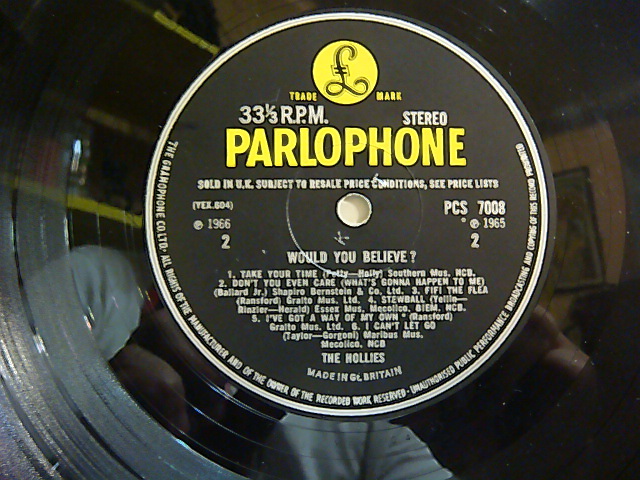 £
TRADE MARK
33⅓ R.P.M. STEREO
PARLOPHONE
SOLD IN U.K. SUBJECT TO RESALE PRICE CONDITIONS, SEE PRICE LISTS
(YEX.604) PCS 7008
℗ 1966 ℗ 1965
2 2
WOULD YOU BELIEVE?
1. TAKE YOUR TIME (Petty—Holly) Southern Mus. NCB.
2. DON'T YOU EVEN CARE (WHAT'S GONNA HAPPEN TO ME)
(Ballard Jr.) Shapiro Bernstein & Co. Ltd. 3. FIFI THE FLEA
(Ransford) Gralto Mus. Ltd. 4. STEWBALL (Yellin—
Rinzler—Herald) Essex Mus. Mecolico. BIEM. NCB.
5. I'VE GOT A WAY OF MY OWN * (Ransford)
Gralto Mus. Ltd. 6. I CAN'T LET GO
(Taylor—Gorgoni) Maribus Mus.
Mecolico. NCB
THE HOLLIES
MADE IN GT. BRITAIN
THE GRAMOPHONE CO. LTD.- ALL RIGHTS OF THE MANUFACTURER AND OF THE OWNER OF THE RECORDED WORK RESERVED - UNAUTHORISED PUBLIC PERFORMANCE BROADCASTING AND COPYING OF THIS RECORD PROHIBITED